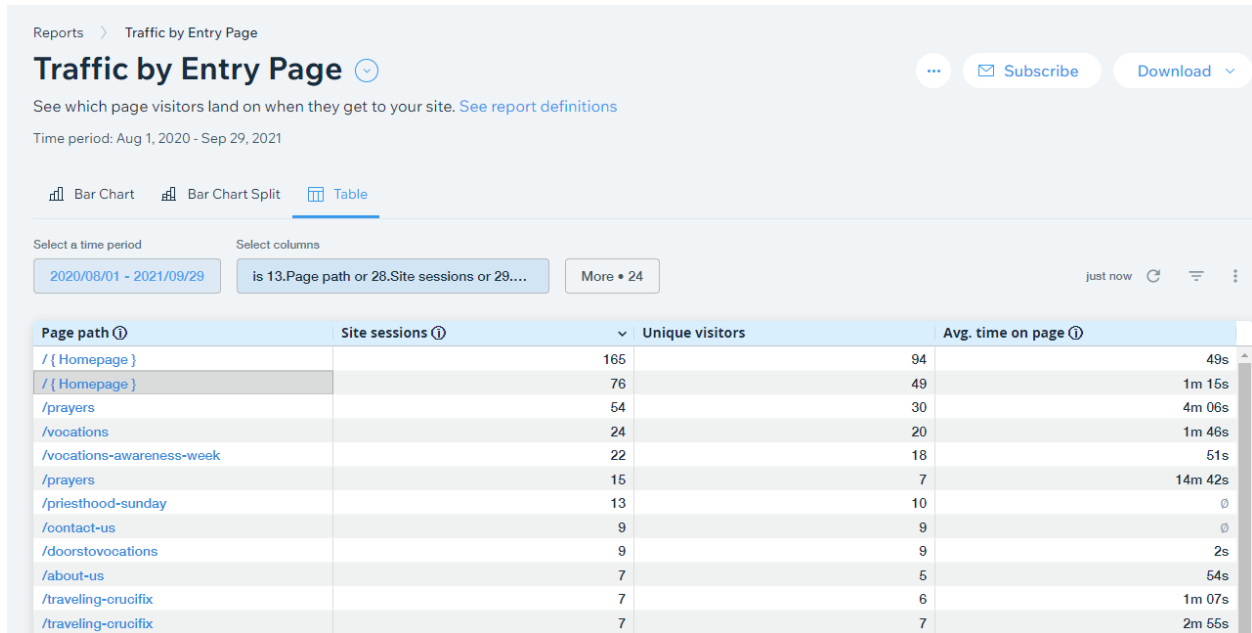 Reports > Traffic by Entry Page
Traffic by Entry Page
... Subscribe Download
See which page visitors land on when they get to your site. See report definitions
Time period: Aug 1, 2020 - Sep 29, 2021
Bar Chart Bar Chart Split Table
Select a time period Select columns
2020/08/01 - 2021/09/29 is 13.Page path or 28.Site sessions or 29.... More • 24 just now
Page path Site sessions Unique visitors Avg. time on page
/ { Homepage } 165 94 49s
/ { Homepage } 76 49 1m 15s
/prayers 54 30 4m 06s
/vocations 24 20 1m 46s
/vocations-awareness-week 22 18 51s
/prayers 15 7 14m 42s
/priesthood-sunday 13 10 ∅
/contact-us 9 9 ∅
/doorstovocations 9 9 2s
/about-us 7 5 54s
/traveling-crucifix 7 6 1m 07s
/traveling-crucifix 7 7 2m 55s